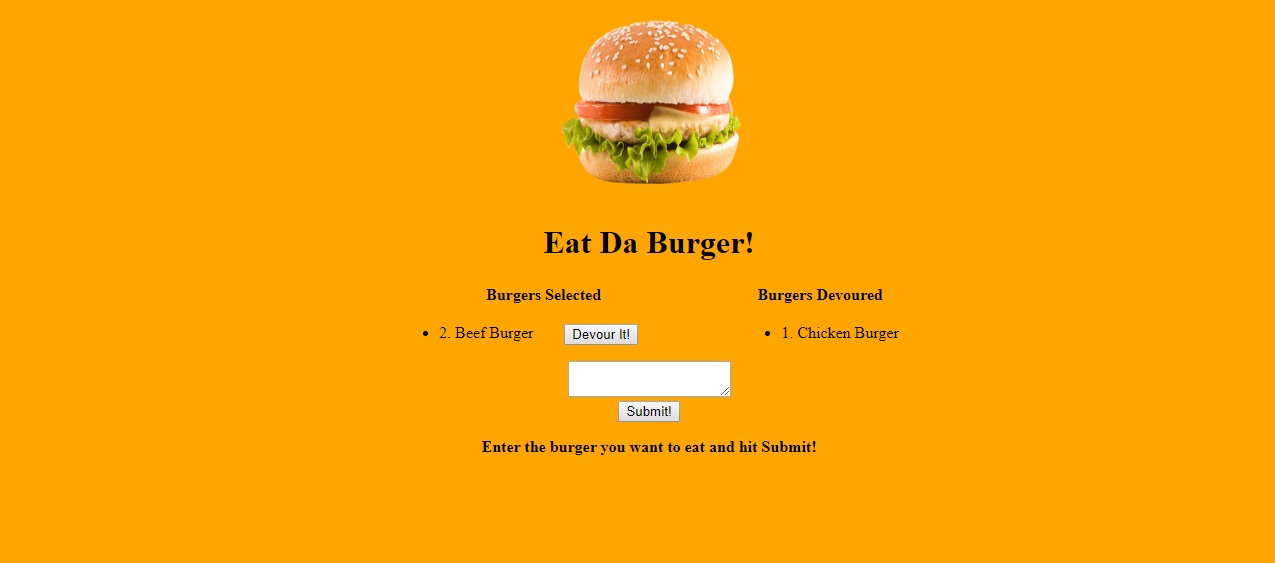 Eat Da Burger!
Burgers Selected
Burgers Devoured
2. Beef Burger
Devour It!
1. Chicken Burger
Submit!
Enter the burger you want to eat and hit Submit!